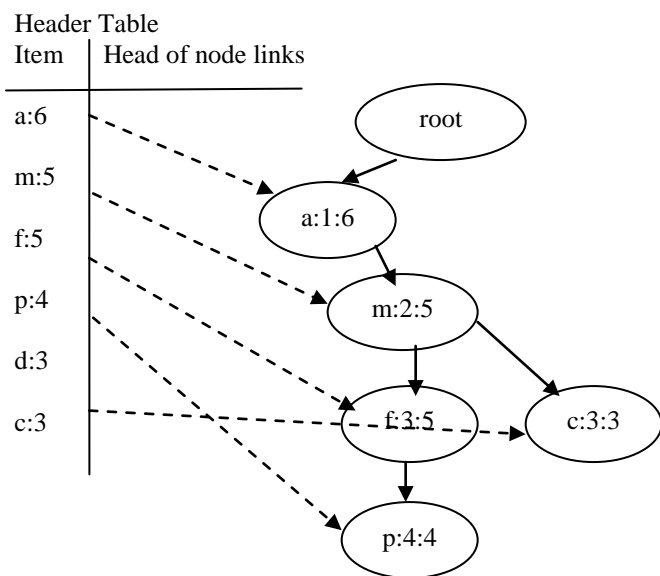 Header Table
Item Head of node links
a:6
root
m:5
a:1:6
f:5
p:4
m:2:5
d:3
c:3
f:3:5
c:3:3
p:4:4